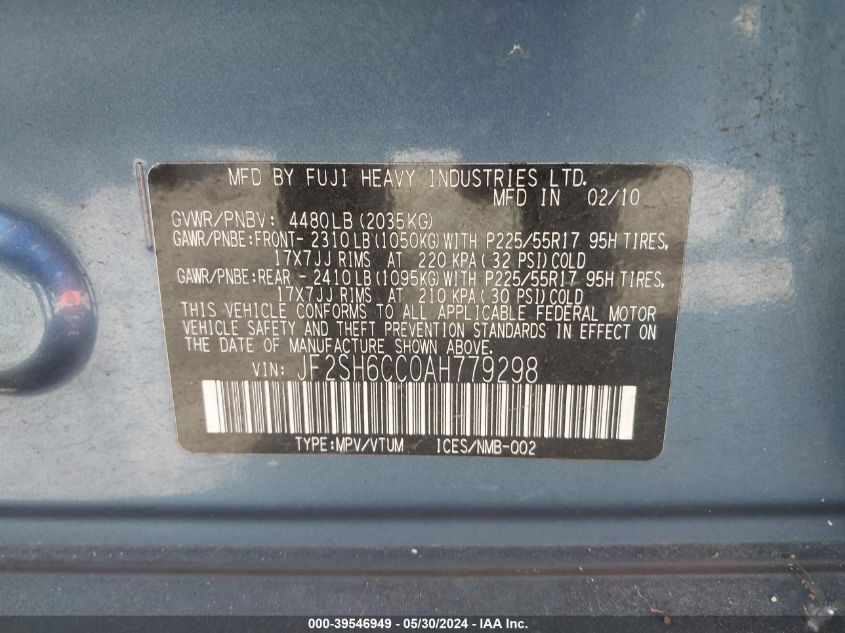 MFD BY FUJI HEAVY INDUSTRIES LTD.
MFD IN 02/10
GVWR/PNBV: 4480LB(2035KG)
GAWR/PNBE:FRONT- 2310LB(1050KG)WITH P225/55R17 95H TIRES,
17X7JJ RIMS AT 220 KPA(32 PSI)COLD
GAWR/PNBE:REAR - 2410LB(1095KG)WITH P225/55R17 95H TIRES,
17X7JJ RIMS AT 210 KPA(30 PSI)COLD
THIS VEHICLE CONFORMS TO ALL APPLICABLE FEDERAL MOTOR
VEHICLE SAFETY AND THEFT PREVENTION STANDARDS IN EFFECT ON
THE DATE OF MANUFACTURE SHOWN ABOVE.
VIN: JF2SH6CC0AH779298
TYPE:MPV/VTUM ICES/NMB-002
000-39546949 - 05/30/2024 - IAA Inc.